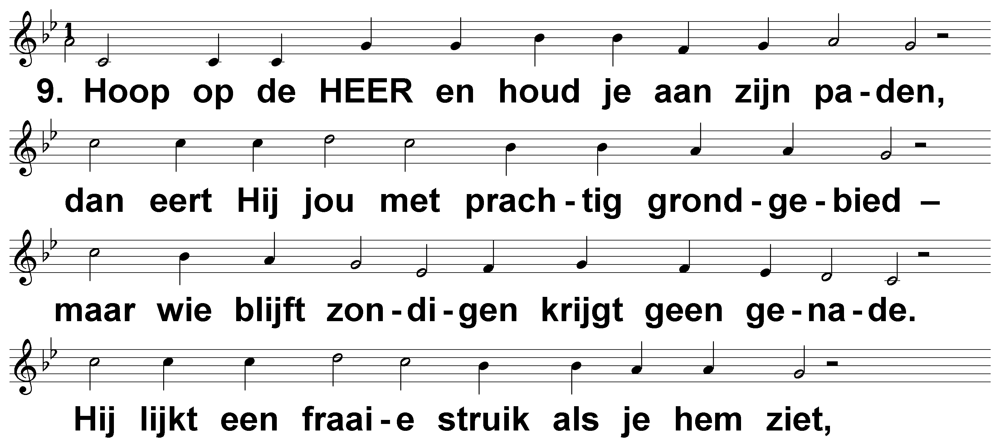 1
9. Hoop op de HEER en houd je aan zijn pa-den,
dan eert Hij jou met prach-tig grond-ge-bied –
maar wie blijft zon-di-gen krijgt geen ge-na-de.
Hij lijkt een fraai-e struik als je hem ziet,